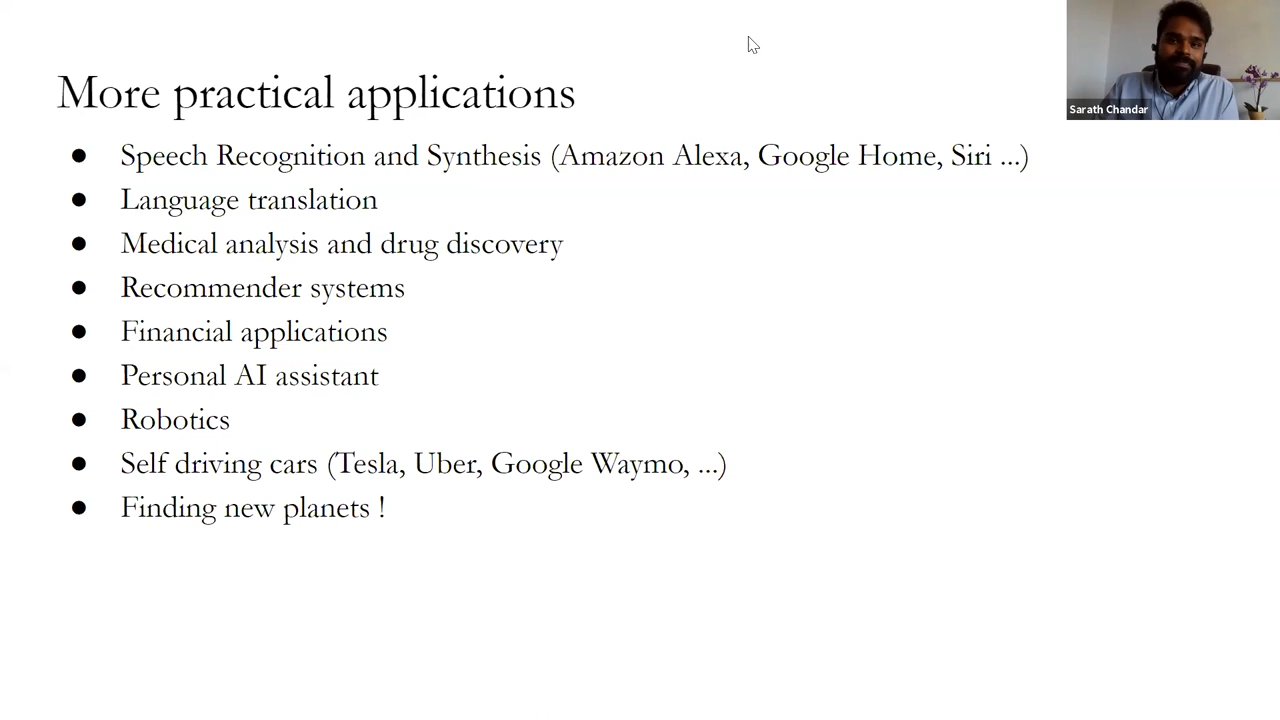 More practical applications
● Speech Recognition and Synthesis (Amazon Alexa, Google Home, Siri ...)
● Language translation
● Medical analysis and drug discovery
● Recommender systems
● Financial applications
● Personal AI assistant
● Robotics
● Self driving cars (Tesla, Uber, Google Waymo, ...)
● Finding new planets !
Sarath Chandar